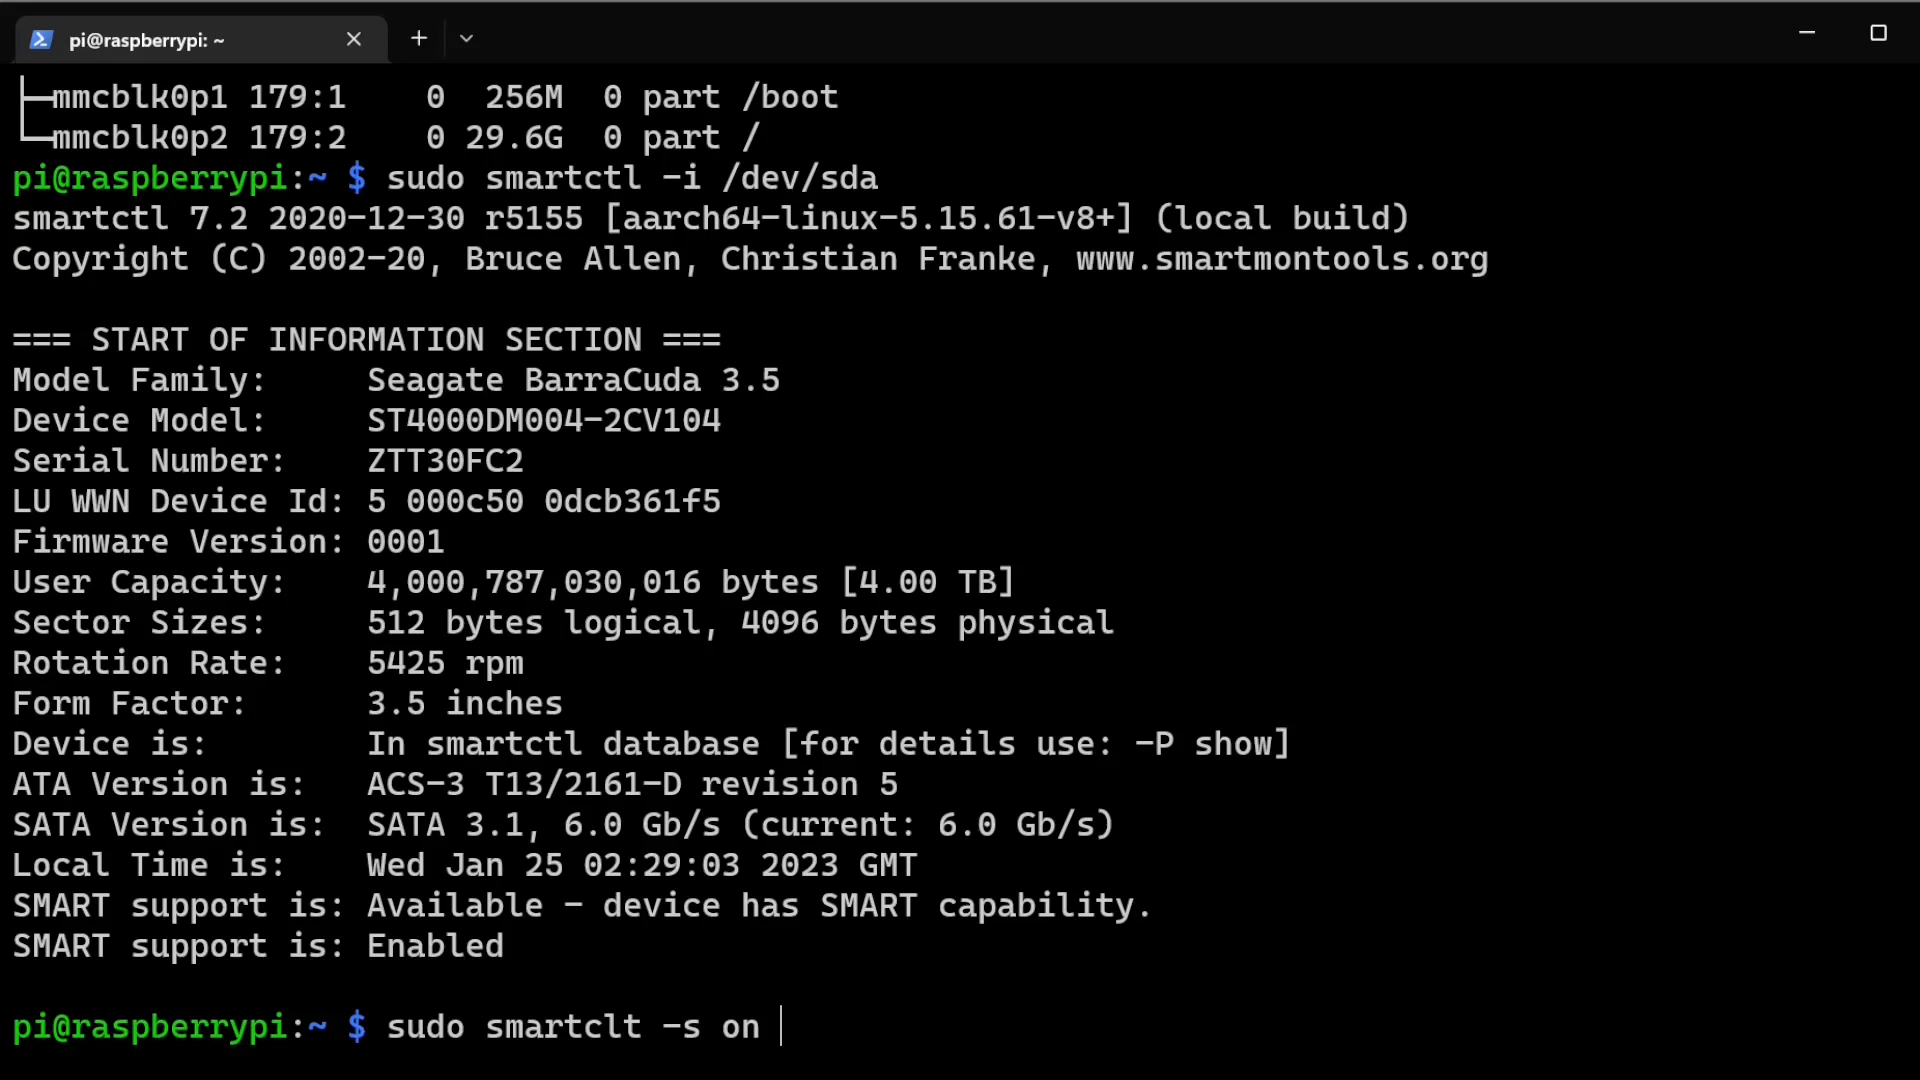 pi@raspberrypi: ~
├─mmcblk0p1 179:1    0  256M  0 part /boot
└─mmcblk0p2 179:2    0 29.6G  0 part /
pi@raspberrypi:~ $ sudo smartctl -i /dev/sda
smartctl 7.2 2020-12-30 r5155 [aarch64-linux-5.15.61-v8+] (local build)
Copyright (C) 2002-20, Bruce Allen, Christian Franke, www.smartmontools.org

=== START OF INFORMATION SECTION ===
Model Family:     Seagate BarraCuda 3.5
Device Model:     ST4000DM004-2CV104
Serial Number:    ZTT30FC2
LU WWN Device Id: 5 000c50 0dcb361f5
Firmware Version: 0001
User Capacity:    4,000,787,030,016 bytes [4.00 TB]
Sector Sizes:     512 bytes logical, 4096 bytes physical
Rotation Rate:    5425 rpm
Form Factor:      3.5 inches
Device is:        In smartctl database [for details use: -P show]
ATA Version is:   ACS-3 T13/2161-D revision 5
SATA Version is:  SATA 3.1, 6.0 Gb/s (current: 6.0 Gb/s)
Local Time is:    Wed Jan 25 02:29:03 2023 GMT
SMART support is: Available - device has SMART capability.
SMART support is: Enabled

pi@raspberrypi:~ $ sudo smartclt -s on